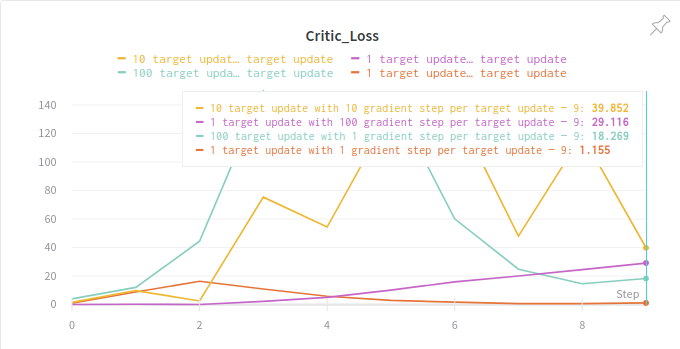 Critic_Loss
10 target updat… target update 1 target update… target update
100 target upda… target update 1 target update… target update
10 target update with 10 gradient step per target update – 9: 39.852
1 target update with 100 gradient step per target update – 9: 29.116
100 target update with 1 gradient step per target update – 9: 18.269
1 target update with 1 gradient step per target update – 9: 1.155
140
120
100
80
60
40
20
0
Step
0 2 4 6 8